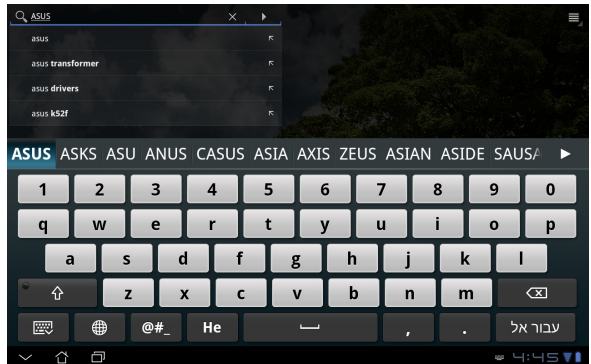 ASUS
asus
asus transformer
asus drivers
asus k52f
ASUS ASKS ASU ANUS CASUS ASIA AXIS ZEUS ASIAN ASIDE SAUSA
1 2 3 4 5 6 7 8 9 0
q w e r t y u i o p
a s d f g h j k l
z x c v b n m
@#_ He , . עבור אל
4:45